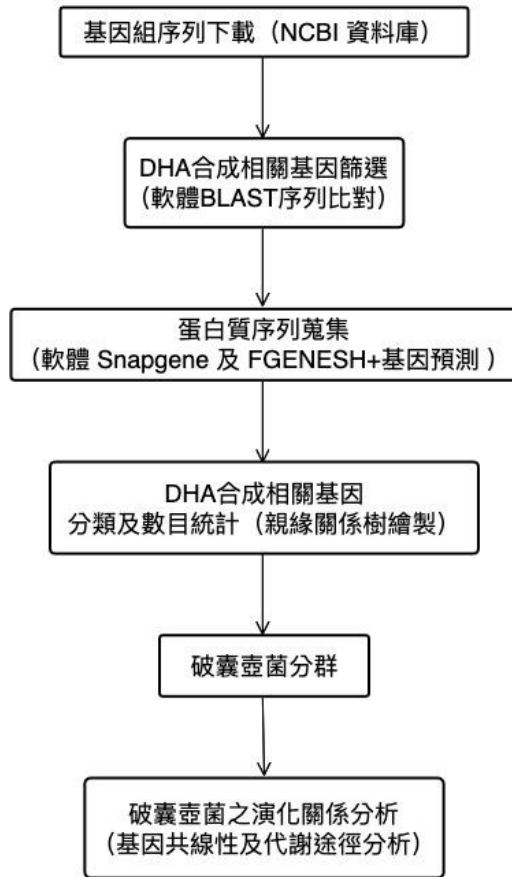 基因組序列下載（NCBI 資料庫）
DHA合成相關基因篩選
（軟體BLAST序列比對）
蛋白質序列蒐集
（軟體 Snapgene 及 FGENESH+基因預測 ）
DHA合成相關基因
分類及數目統計（親緣關係樹繪製）
破囊壺菌分群
破囊壺菌之演化關係分析
(基因共線性及代謝途徑分析）